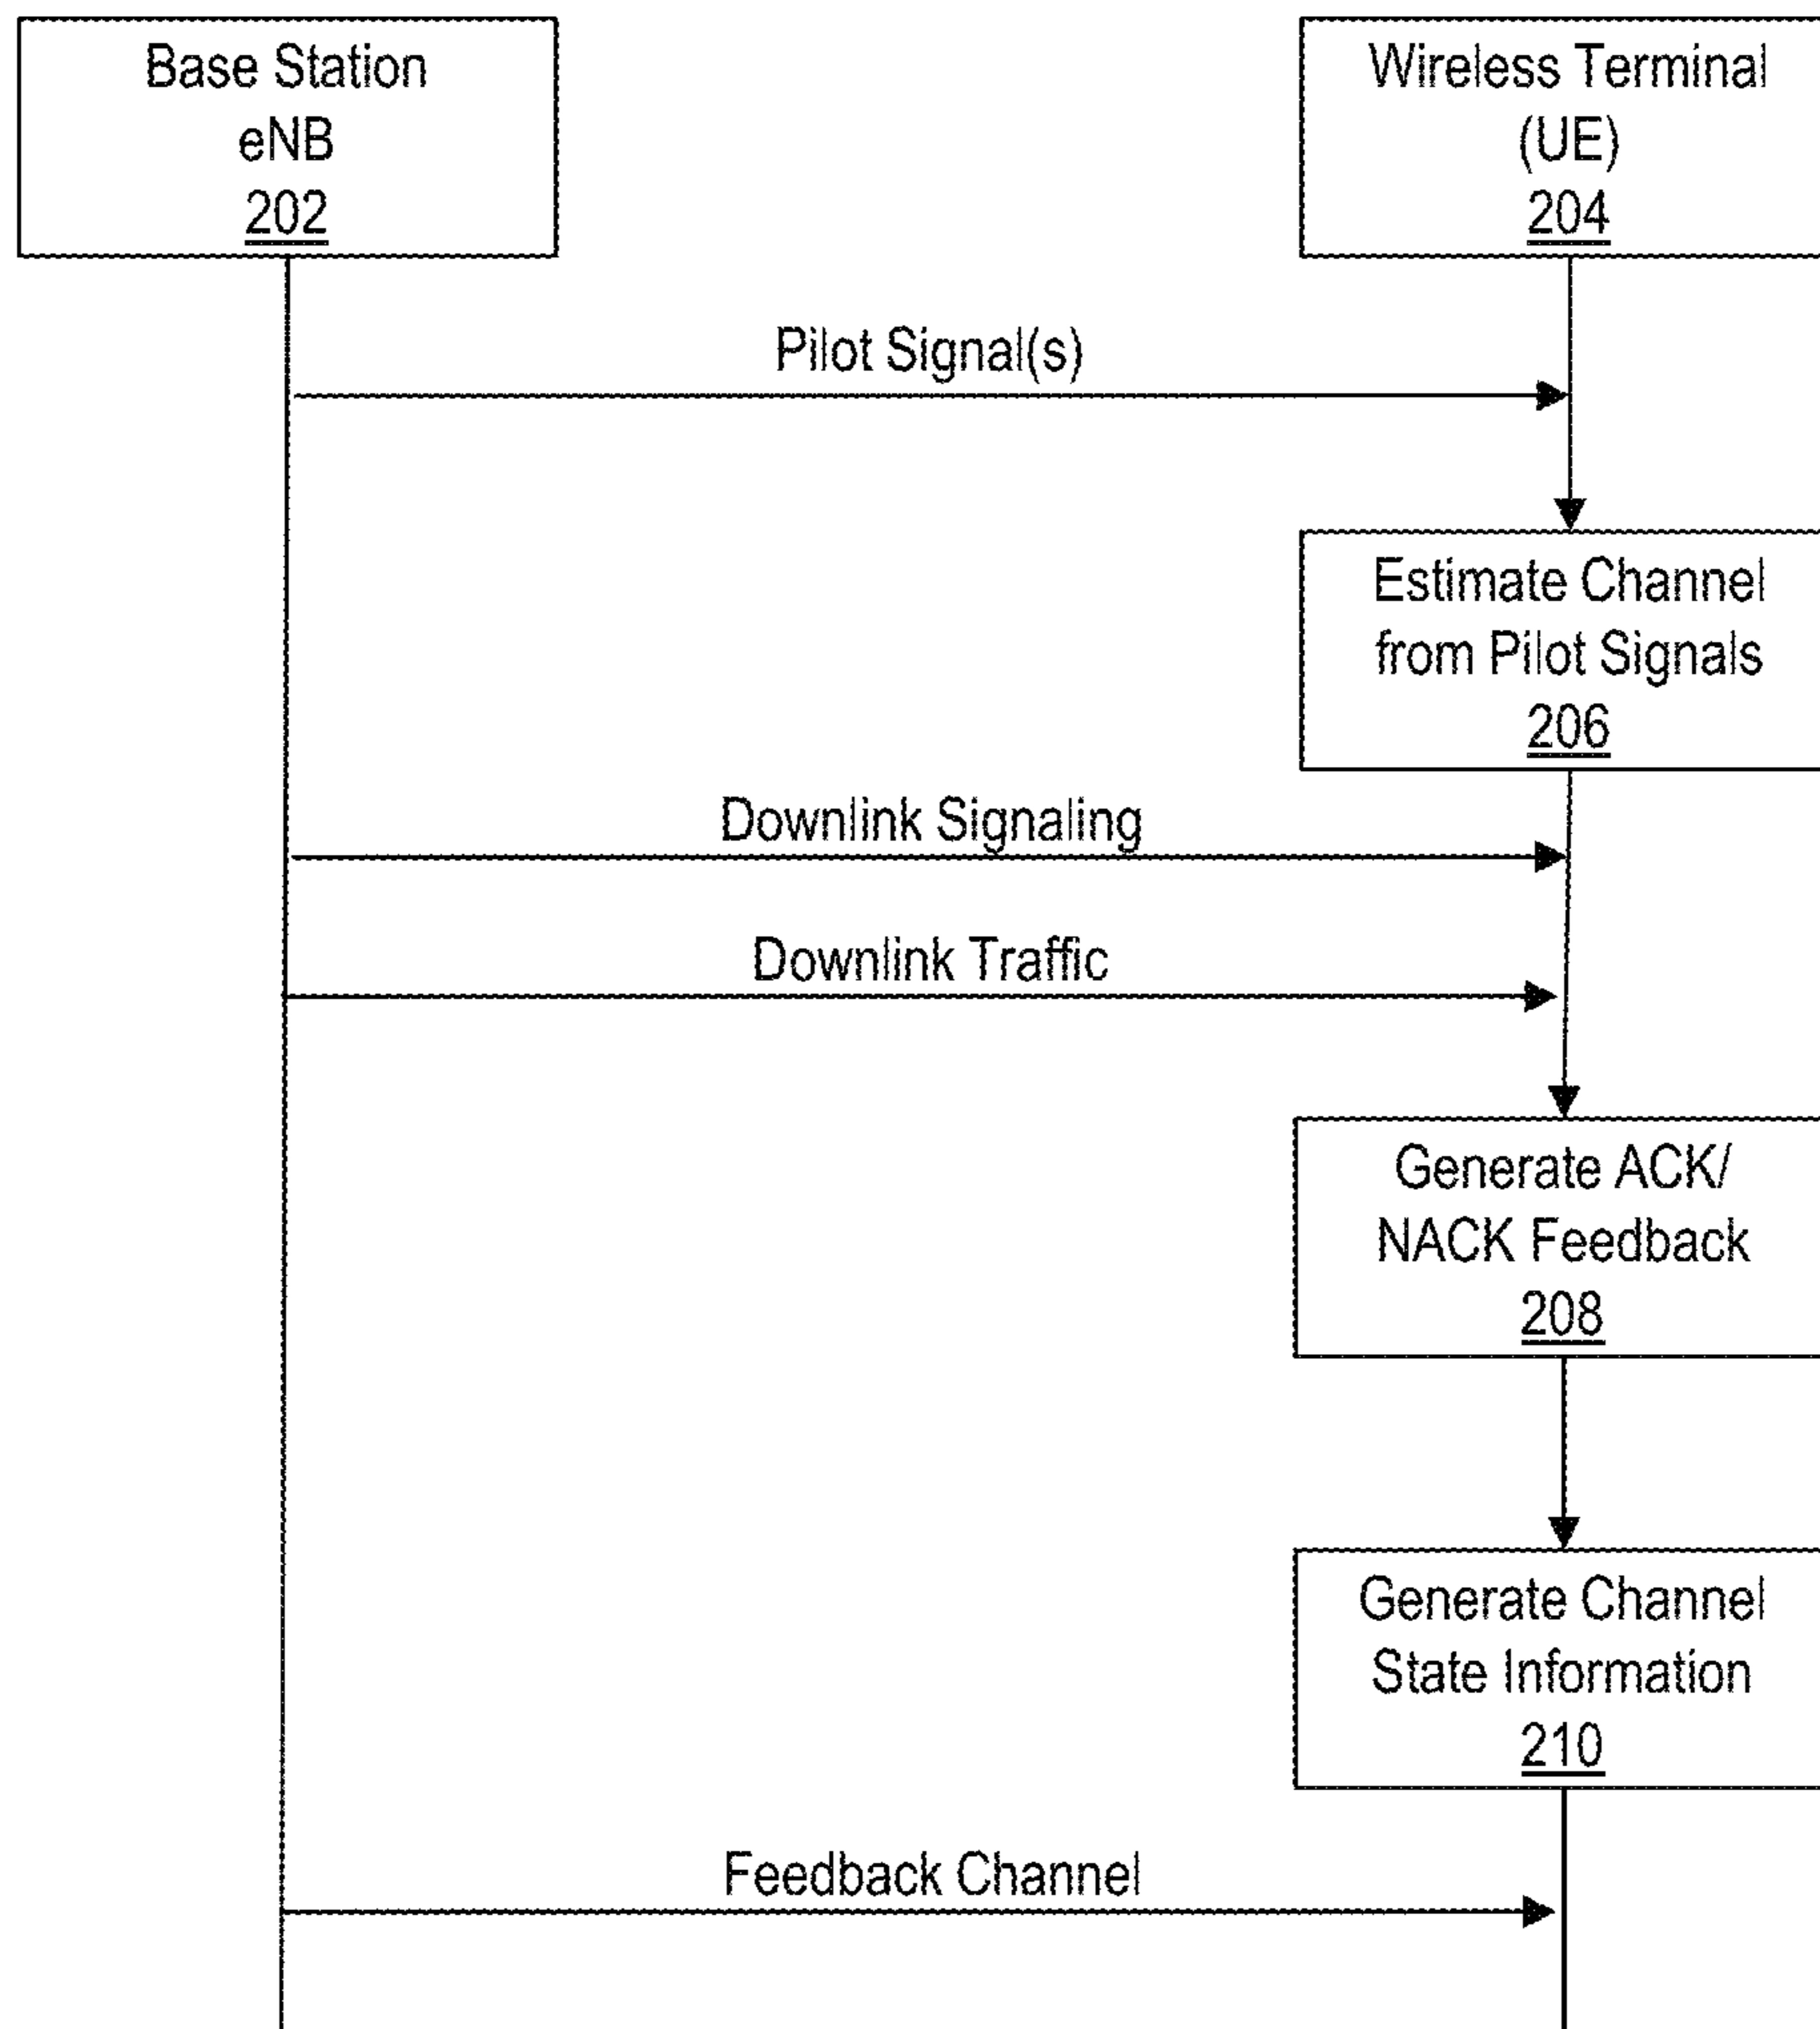 Base Station
eNB
202
Wireless Terminal
(UE)
204
Pilot Signal(s)
Estimate Channel
from Pilot Signals
206
Downlink Signaling
Downlink Traffic
Generate ACK/
NACK Feedback
208
Generate Channel
State Information
210
Feedback Channel